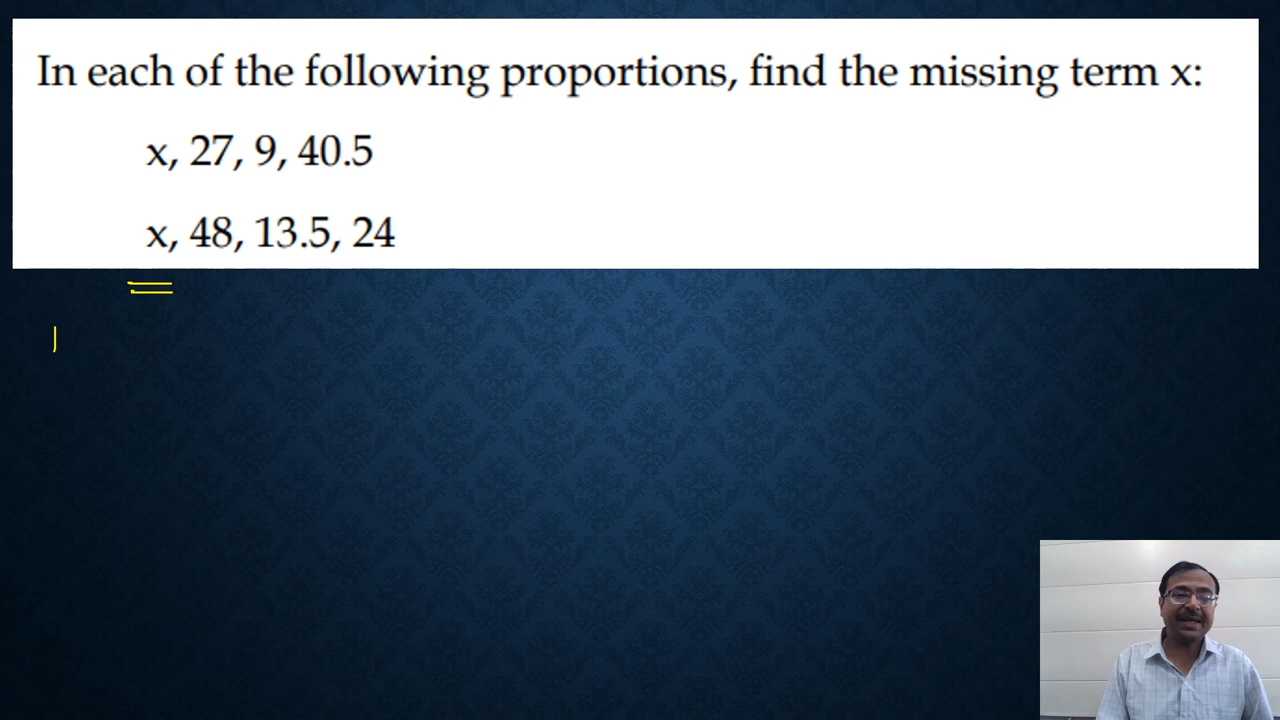 In each of the following proportions, find the missing term x:
x, 27, 9, 40.5
x, 48, 13.5, 24